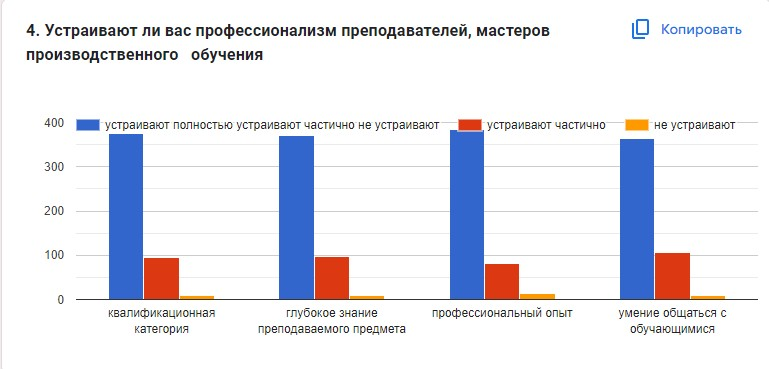 4. Устраивают ли вас профессионализм преподавателей, мастеров
производственного обучения
Копировать
400
устраивают полностью устраивают частично не устраивают
устраивают частично
не устраивают
300
200
100
0
квалификационная
категория
глубокое знание
преподаваемого предмета
профессиональный опыт
умение общаться с
обучающимися